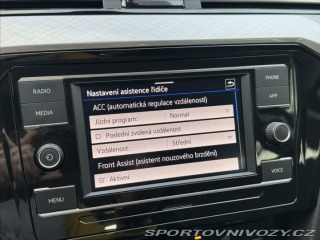 Nastavení asistence řidiče
ACC (automatická regulace vzdálenosti)
Jízdní program: Normal
Poslední zvolená vzdálenost
Vzdálenost: Střední
Front Assist (asistent nouzového brzdění)
Aktivní
RADIO
MEDIA
MENU
PHONE
APP
VOICE
SPORTOVNIVOZY.CZ